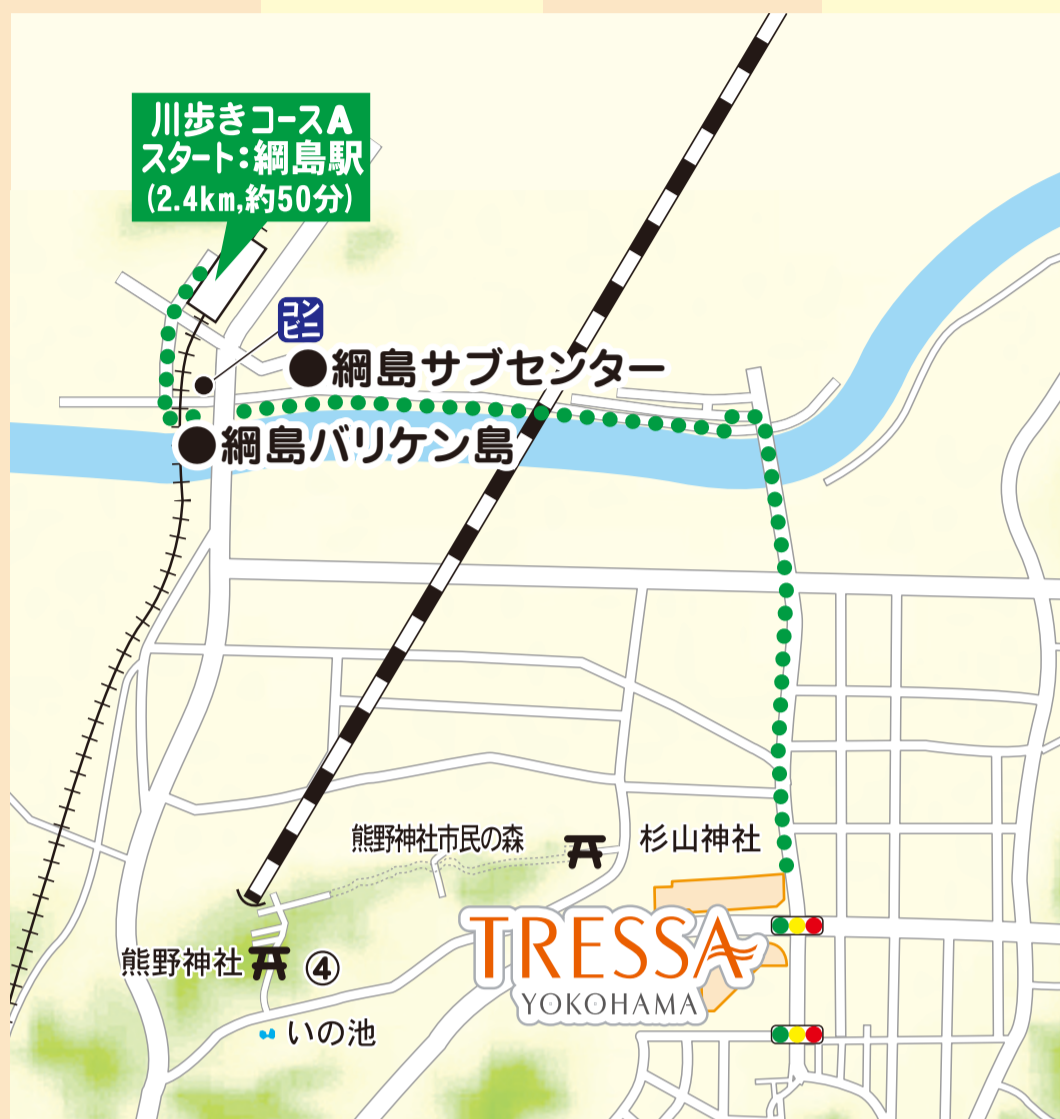 川歩きコースA
スタート:綱島駅
(2.4km,約50分)
コン
ビニ
綱島サブセンター
綱島バリケン島
熊野神社市民の森
杉山神社
TRESSA
YOKOHAMA
熊野神社
④
いの池